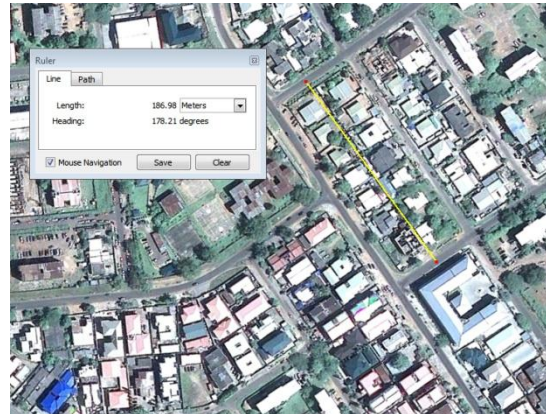 Ruler
Line Path
Length: 186.98 Meters
Heading: 178.21 degrees
Mouse Navigation Save Clear